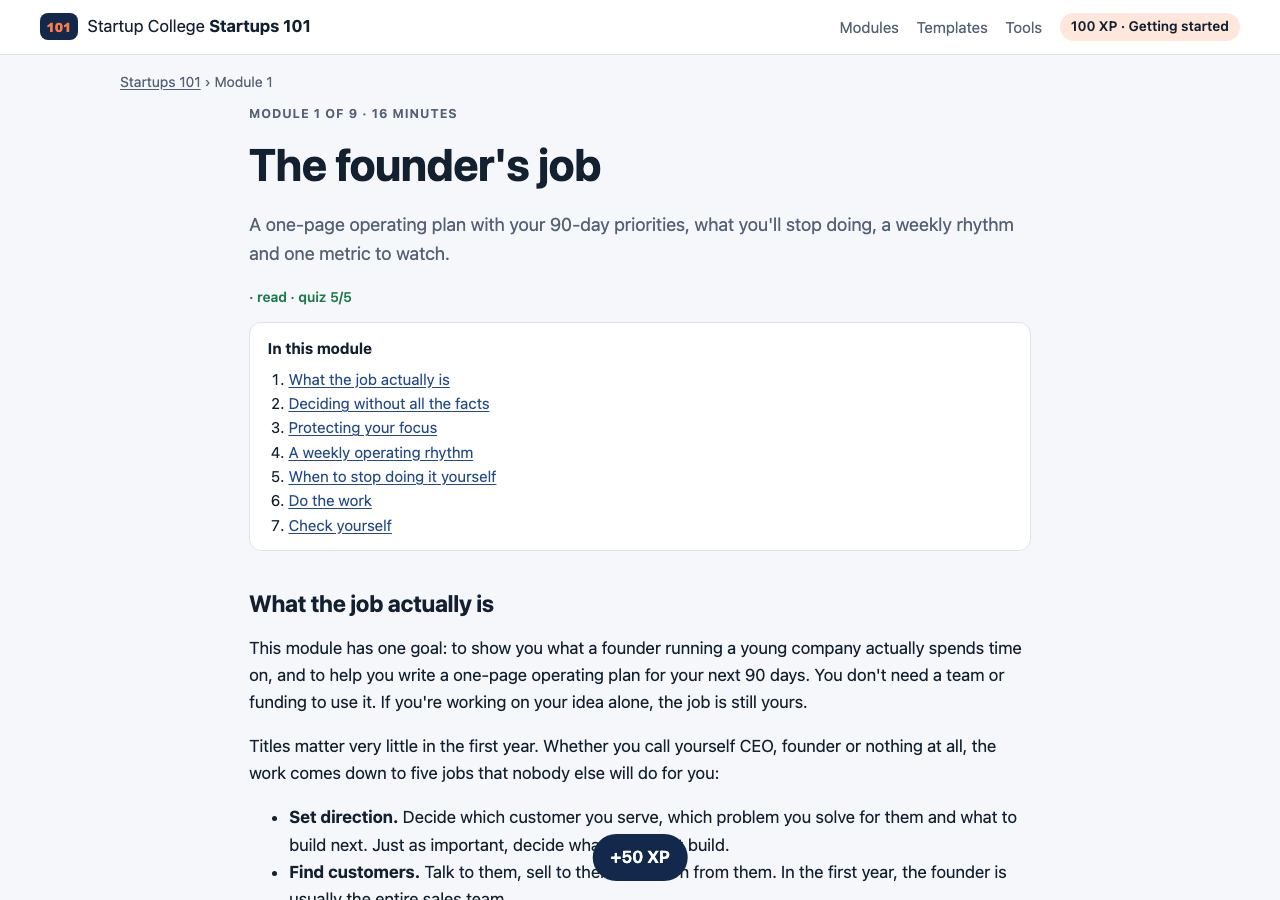 101 Startup College Startups 101
Modules Templates Tools 100 XP · Getting started
Startups 101 › Module 1
MODULE 1 OF 9 · 16 MINUTES
The founder's job
A one-page operating plan with your 90-day priorities, what you'll stop doing, a weekly rhythm
and one metric to watch.
· read · quiz 5/5
In this module
1. What the job actually is
2. Deciding without all the facts
3. Protecting your focus
4. A weekly operating rhythm
5. When to stop doing it yourself
6. Do the work
7. Check yourself
What the job actually is
This module has one goal: to show you what a founder running a young company actually spends time
on, and to help you write a one-page operating plan for your next 90 days. You don't need a team or
funding to use it. If you're working on your idea alone, the job is still yours.
Titles matter very little in the first year. Whether you call yourself CEO, founder or nothing at all, the
work comes down to five jobs that nobody else will do for you:
• Set direction. Decide which customer you serve, which problem you solve for them and what to
build next. Just as important, decide build.
+50 XP
• Find customers. Talk to them, sell to from them. In the first year, the founder is
usually the entire sales team.